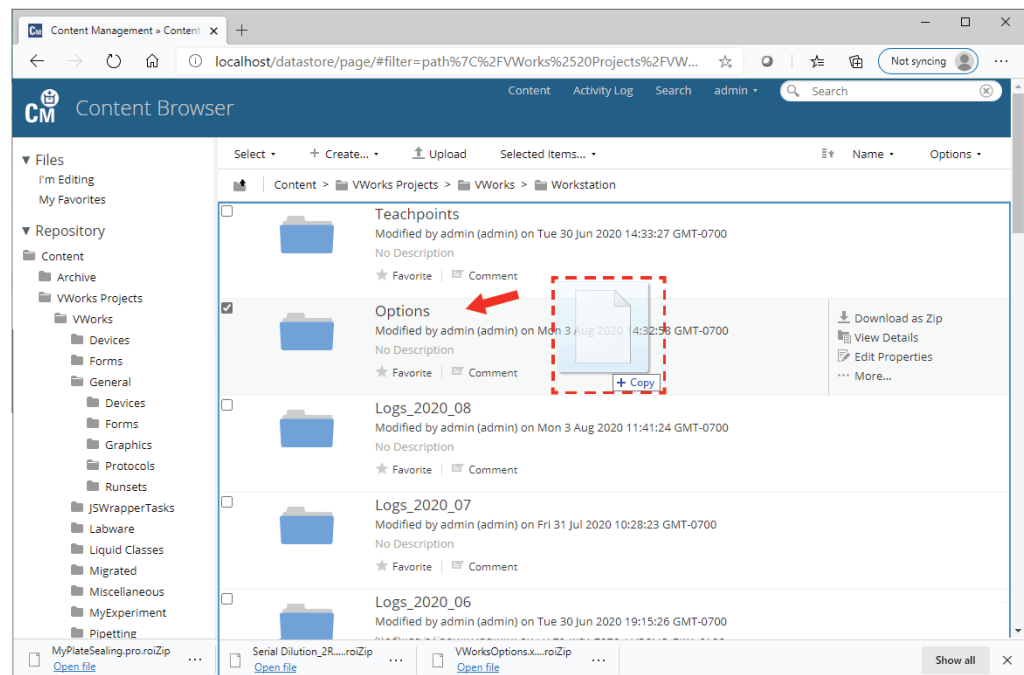 CM Content Management » Content
localhost/datastore/page/#filter=path%7C%2FVWorks%2520Projects%2FVW...
Not syncing
CM Content Browser
Content Activity Log Search admin Search
Files
I'm Editing
My Favorites
Repository
Content
Archive
VWorks Projects
VWorks
Devices
Forms
General
Devices
Forms
Graphics
Protocols
Runsets
JSWrapperTasks
Labware
Liquid Classes
Migrated
Miscellaneous
MyExperiment
Pipetting
Select + Create... Upload Selected Items... Name Options
Content > VWorks Projects > VWorks > Workstation
Teachpoints
Modified by admin (admin) on Tue 30 Jun 2020 14:33:27 GMT-0700
No Description
Favorite Comment
Options
Modified by admin (admin) on Mon 3 Aug 2020 14:32:58 GMT-0700
No Description
Favorite Comment
+ Copy
Download as Zip
View Details
Edit Properties
More...
Logs_2020_08
Modified by admin (admin) on Mon 3 Aug 2020 11:41:24 GMT-0700
No Description
Favorite Comment
Logs_2020_07
Modified by admin (admin) on Fri 31 Jul 2020 10:28:23 GMT-0700
No Description
Favorite Comment
Logs_2020_06
Modified by admin (admin) on Tue 30 Jun 2020 19:15:26 GMT-0700
MyPlateSealing.pro.roiZip
Open file
Serial Dilution_2R.....roiZip
Open file
VWorksOptions.x....roiZip
Open file
Show all